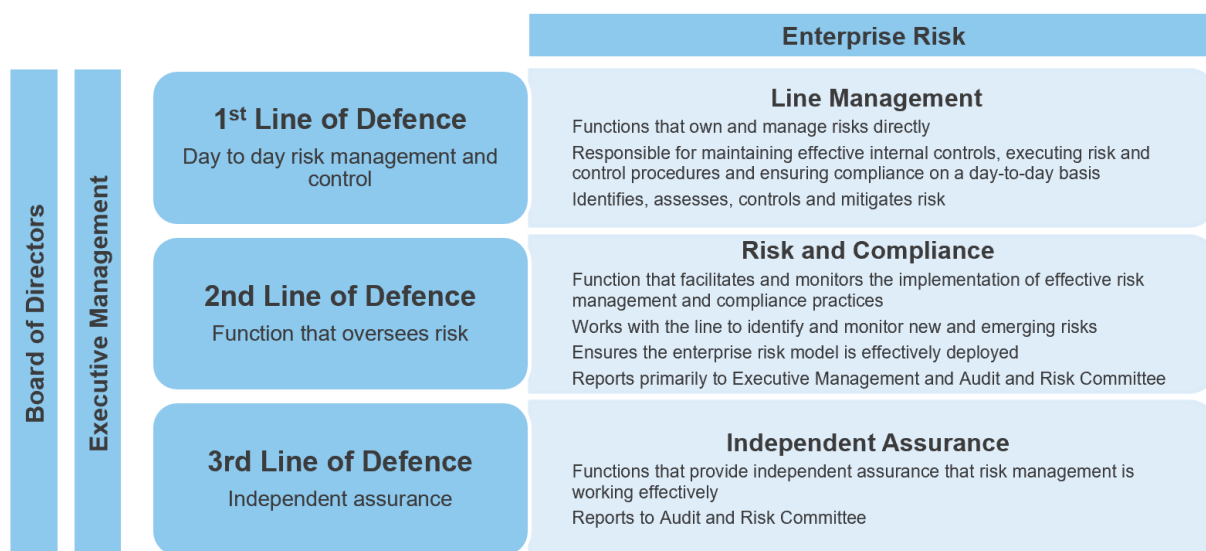 Enterprise Risk
Board of Directors
Executive Management
1st Line of Defence
Day to day risk management and
control
Line Management
Functions that own and manage risks directly
Responsible for maintaining effective internal controls, executing risk and
control procedures and ensuring compliance on a day-to-day basis
Identifies, assesses, controls and mitigates risk
2nd Line of Defence
Function that oversees risk
Risk and Compliance
Function that facilitates and monitors the implementation of effective risk
management and compliance practices
Works with the line to identify and monitor new and emerging risks
Ensures the enterprise risk model is effectively deployed
Reports primarily to Executive Management and Audit and Risk Committee
3rd Line of Defence
Independent assurance
Independent Assurance
Functions that provide independent assurance that risk management is
working effectively
Reports to Audit and Risk Committee